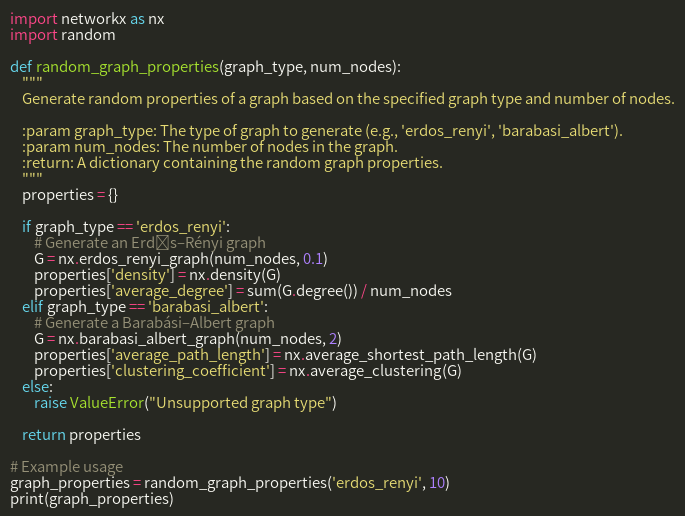 import networkx as nx
import random

def random_graph_properties(graph_type, num_nodes):
    """
    Generate random properties of a graph based on the specified graph type and number of nodes.

    :param graph_type: The type of graph to generate (e.g., 'erdos_renyi', 'barabasi_albert').
    :param num_nodes: The number of nodes in the graph.
    :return: A dictionary containing the random graph properties.
    """
    properties = {}

    if graph_type == 'erdos_renyi':
        # Generate an Erd□s–Rényi graph
        G = nx.erdos_renyi_graph(num_nodes, 0.1)
        properties['density'] = nx.density(G)
        properties['average_degree'] = sum(G.degree()) / num_nodes
    elif graph_type == 'barabasi_albert':
        # Generate a Barabási–Albert graph
        G = nx.barabasi_albert_graph(num_nodes, 2)
        properties['average_path_length'] = nx.average_shortest_path_length(G)
        properties['clustering_coefficient'] = nx.average_clustering(G)
    else:
        raise ValueError("Unsupported graph type")

    return properties

# Example usage
graph_properties = random_graph_properties('erdos_renyi', 10)
print(graph_properties)